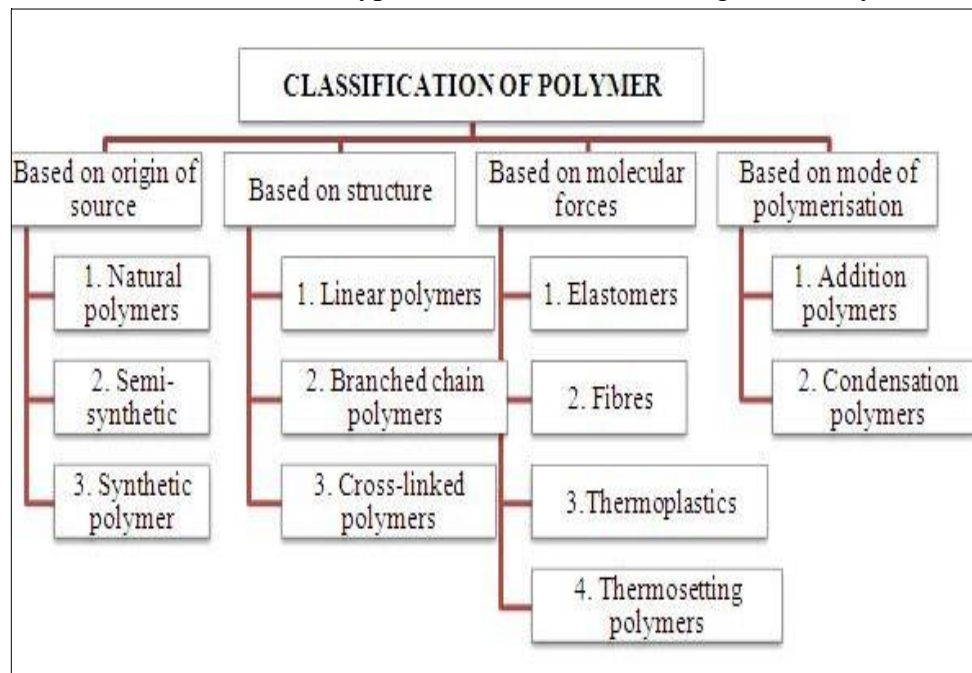 CLASSIFICATION OF POLYMER
Based on origin of
source
1. Natural
polymers
2. Semi-
synthetic
3. Synthetic
polymer
Based on structure
1. Linear polymers
2. Branched chain
polymers
3. Cross-linked
polymers
Based on molecular
forces
1. Elastomers
2. Fibres
3.Thermoplastics
4. Thermosetting
polymers
Based on mode of
polymerisation
1. Addition
polymers
2. Condensation
polymers